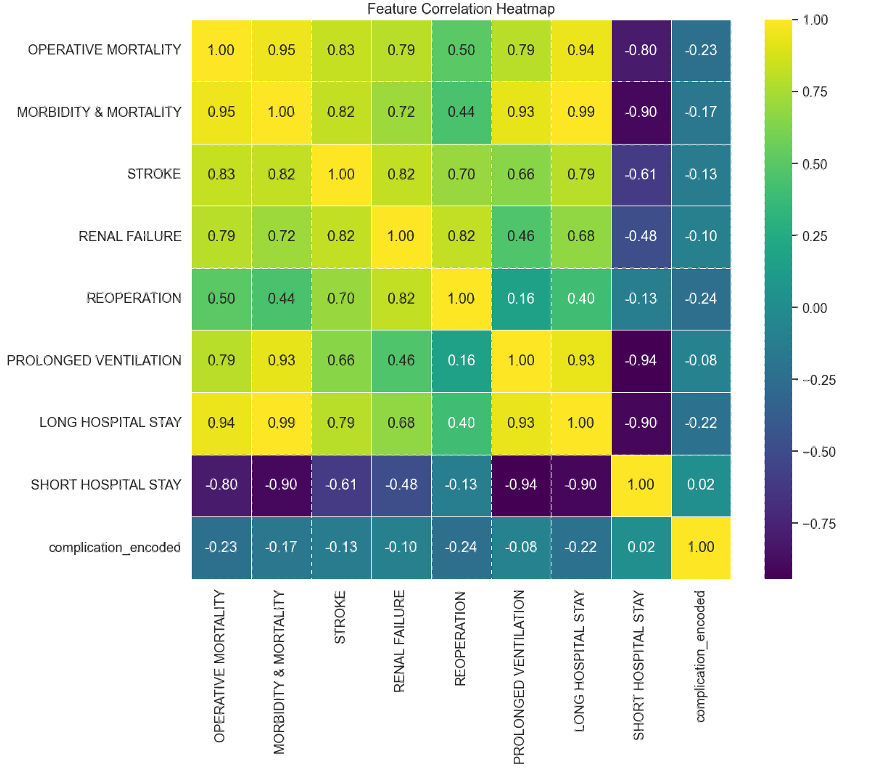 Feature Correlation Heatmap
OPERATIVE MORTALITY 1.00 0.95 0.83 0.79 0.50 0.79 0.94 -0.80 -0.23
MORBIDITY & MORTALITY 0.95 1.00 0.82 0.72 0.44 0.93 0.99 -0.90 -0.17
STROKE 0.83 0.82 1.00 0.82 0.70 0.66 0.79 -0.61 -0.13
RENAL FAILURE 0.79 0.72 0.82 1.00 0.82 0.46 0.68 -0.48 -0.10
REOPERATION 0.50 0.44 0.70 0.82 1.00 0.16 0.40 -0.13 -0.24
PROLONGED VENTILATION 0.79 0.93 0.66 0.46 0.16 1.00 0.93 -0.94 -0.08
LONG HOSPITAL STAY 0.94 0.99 0.79 0.68 0.40 0.93 1.00 -0.90 -0.22
SHORT HOSPITAL STAY -0.80 -0.90 -0.61 -0.48 -0.13 -0.94 -0.90 1.00 0.02
complication_encoded -0.23 -0.17 -0.13 -0.10 -0.24 -0.08 -0.22 0.02 1.00
OPERATIVE MORTALITY
MORBIDITY & MORTALITY
STROKE
RENAL FAILURE
REOPERATION
PROLONGED VENTILATION
LONG HOSPITAL STAY
SHORT HOSPITAL STAY
complication_encoded
1.00
0.75
0.50
0.25
0.00
−0.25
−0.50
−0.75